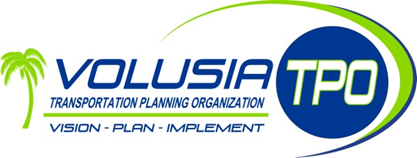 VOLUSIA TPO
TRANSPORTATION PLANNING ORGANIZATION
VISION - PLAN - IMPLEMENT